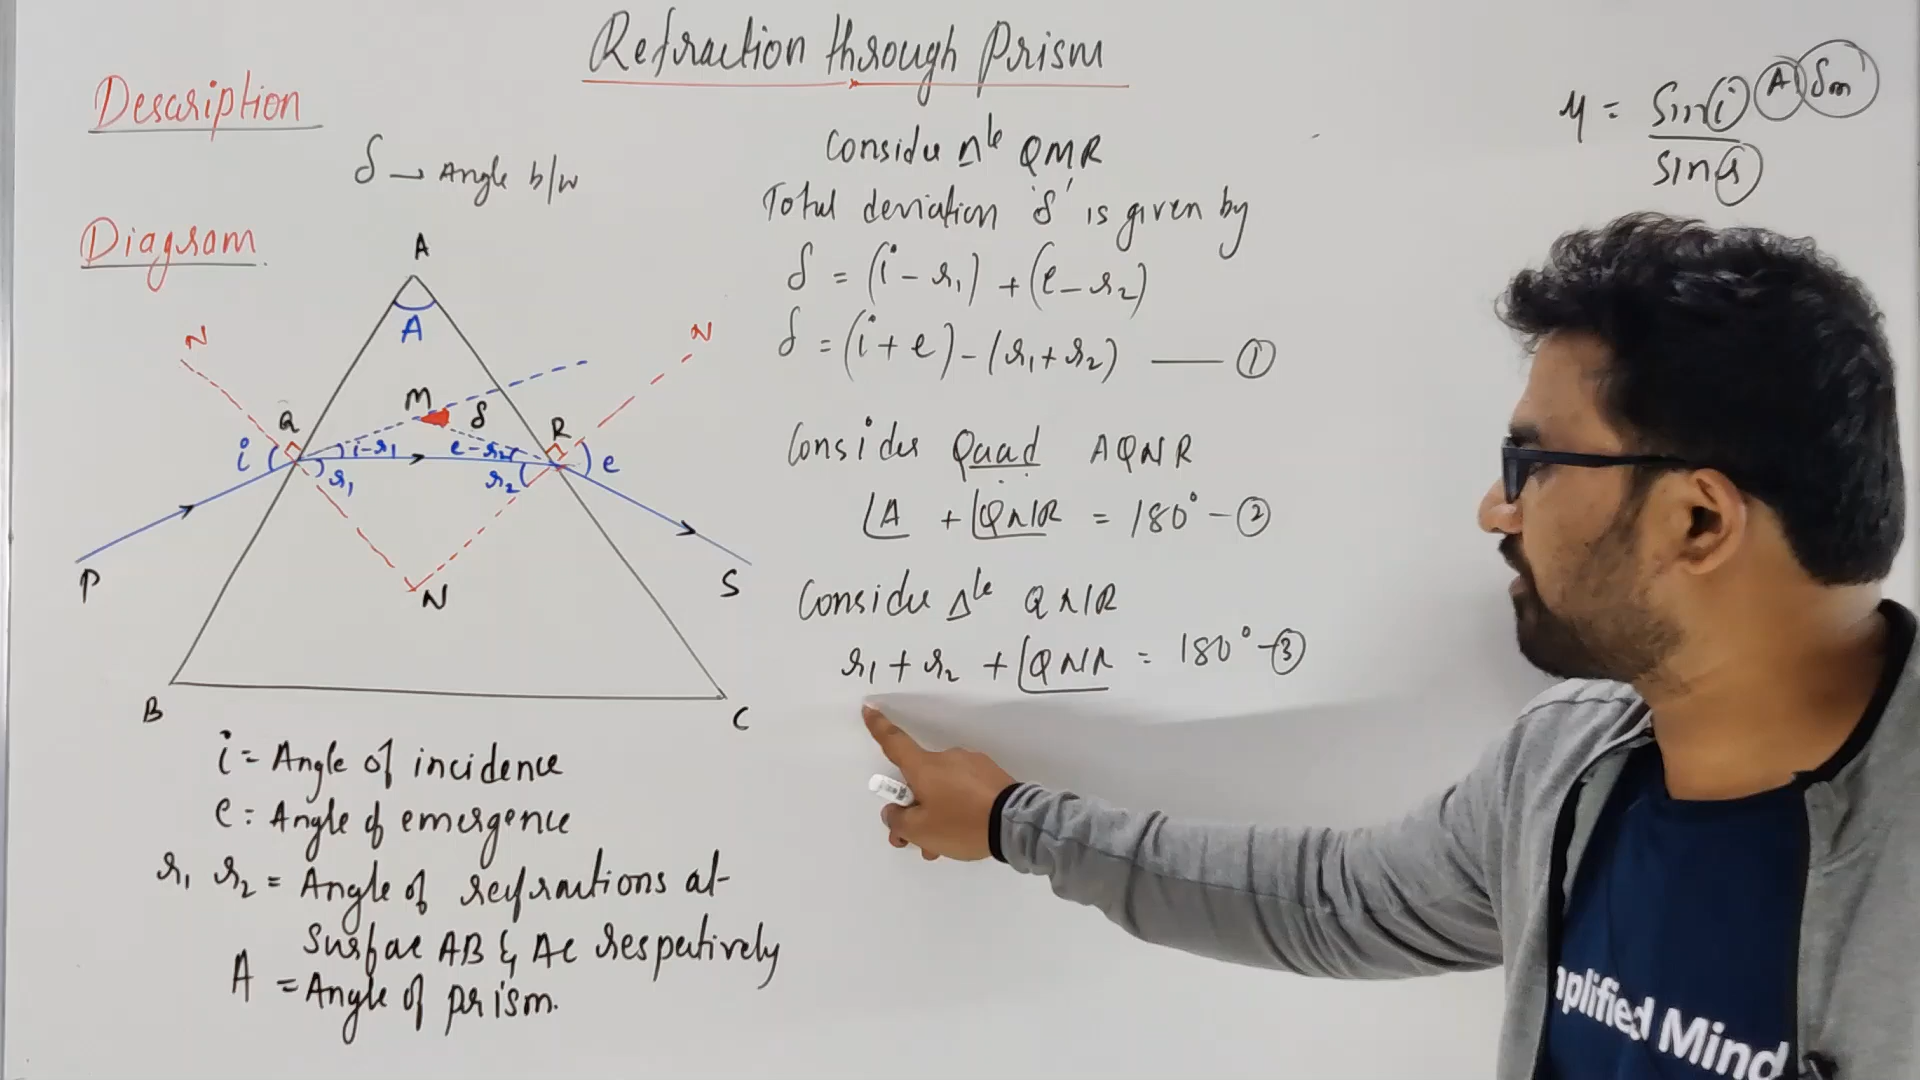 Refraction through Prism
Description
δ → Angle b/w
Diagram
A
A
N
N
Q
M
δ
R
i
i-r₁
e-r₂
e
r₁
r₂
P
N
S
B
C
i = Angle of incidence
e = Angle of emergence
r₁ r₂ = Angle of refractions at
Surface AB & AC respectively
A = Angle of prism.
Consider Δle QMR
Total deviation 'δ' is given by
δ = (i - r₁) + (e - r₂)
δ = (i + e) - (r₁ + r₂) —— ①
Consider Quad AQNR
∠A + ∠QNR = 180° - ②
Consider Δle QNR
r₁ + r₂ + ∠QNR = 180° - ③
μ = sin i / sin r
A δm
mplified Mind